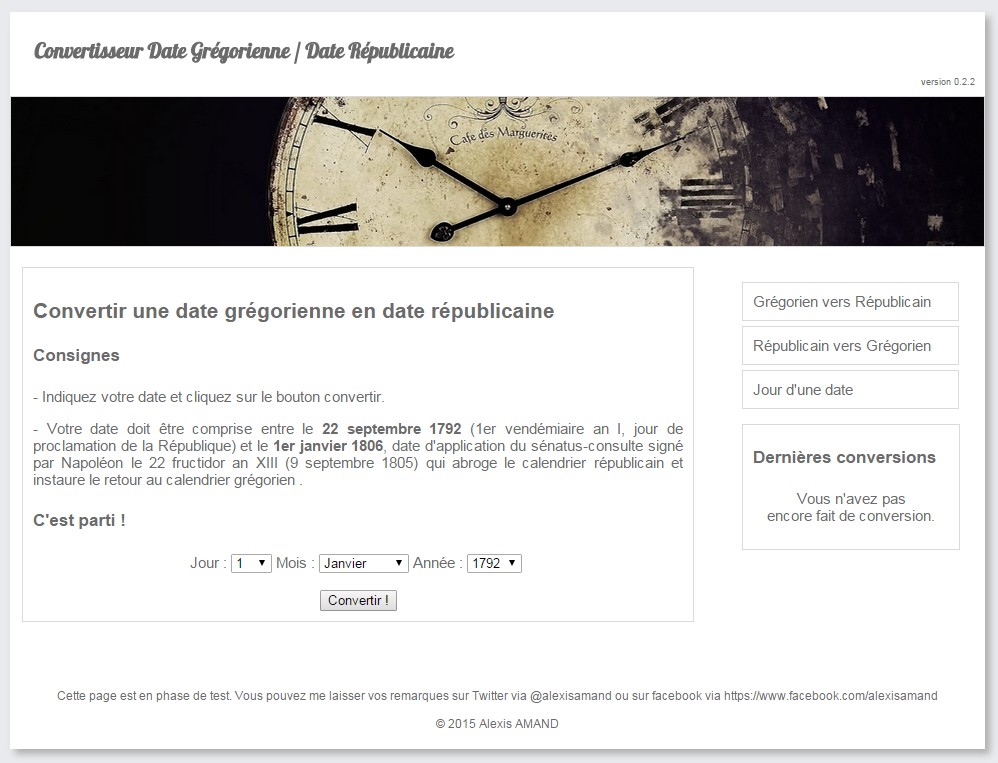 Convertisseur Date Grégorienne / Date Républicaine
version 0.2.2
Cafe des Marguerites
Convertir une date grégorienne en date républicaine
Consignes
- Indiquez votre date et cliquez sur le bouton convertir.
- Votre date doit être comprise entre le 22 septembre 1792 (1er vendémiaire an I, jour de
proclamation de la République) et le 1er janvier 1806, date d'application du sénatus-consulte signé
par Napoléon le 22 fructidor an XIII (9 septembre 1805) qui abroge le calendrier républicain et
instaure le retour au calendrier grégorien .
C'est parti !
Jour : 1 Mois : Janvier Année : 1792
Convertir !
Grégorien vers Républicain
Républicain vers Grégorien
Jour d'une date
Dernières conversions
Vous n'avez pas
encore fait de conversion.
Cette page est en phase de test. Vous pouvez me laisser vos remarques sur Twitter via @alexisamand ou sur facebook via https://www.facebook.com/alexisamand
© 2015 Alexis AMAND